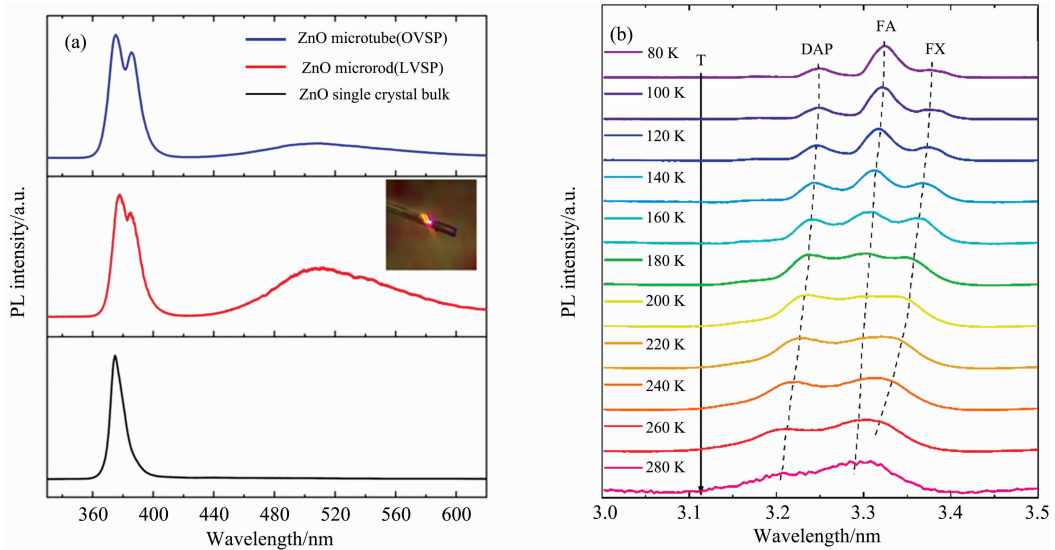 (a)
ZnO microtube(OVSP)
ZnO microrod(LVSP)
ZnO single crystal bulk
PL intensity/a.u.
360 400 440 480 520 560 600
Wavelength/nm
(b)
DAP FA FX
T
80 K
100 K
120 K
140 K
160 K
180 K
200 K
220 K
240 K
260 K
280 K
PL intensity/a.u.
3.0 3.1 3.2 3.3 3.4 3.5
Wavelength/nm